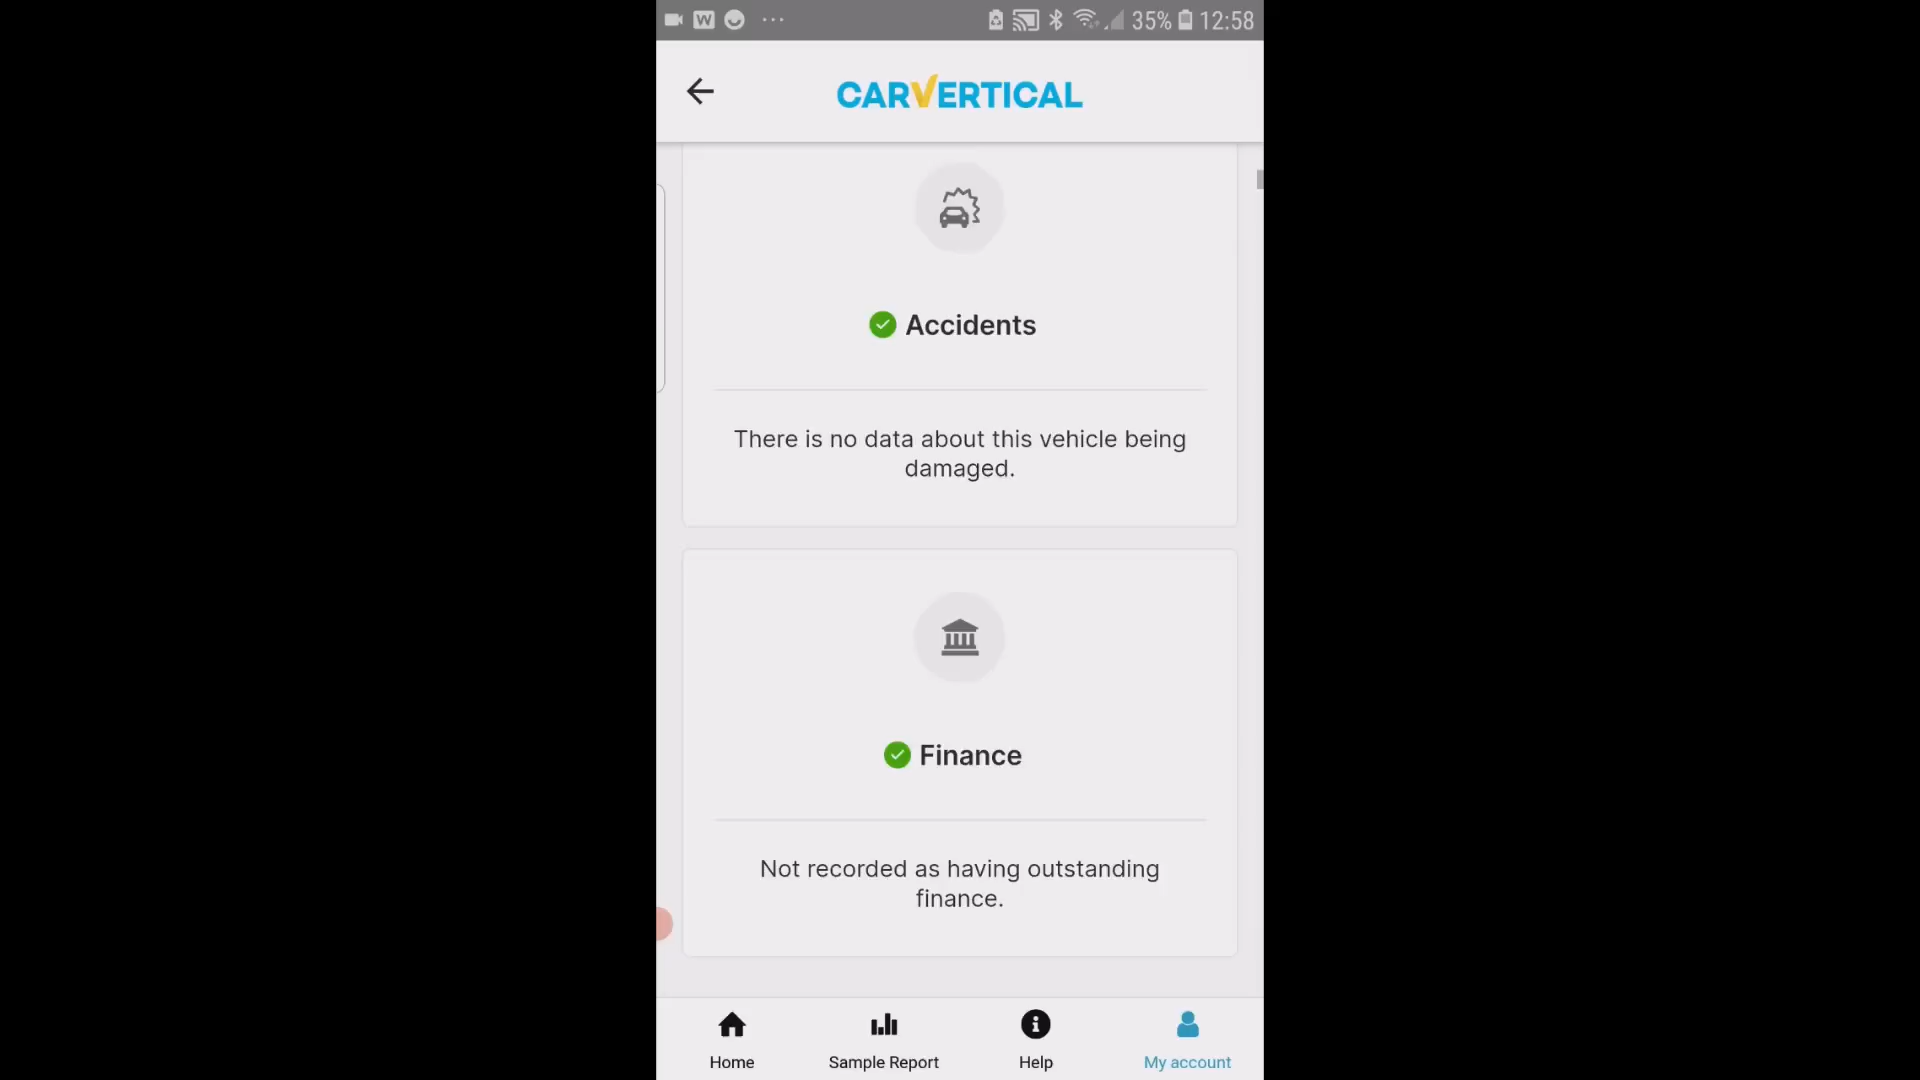 W ... 35% 12:58
CARVERTICAL
Accidents
There is no data about this vehicle being
damaged.
Finance
Not recorded as having outstanding
finance.
Home Sample Report Help My account